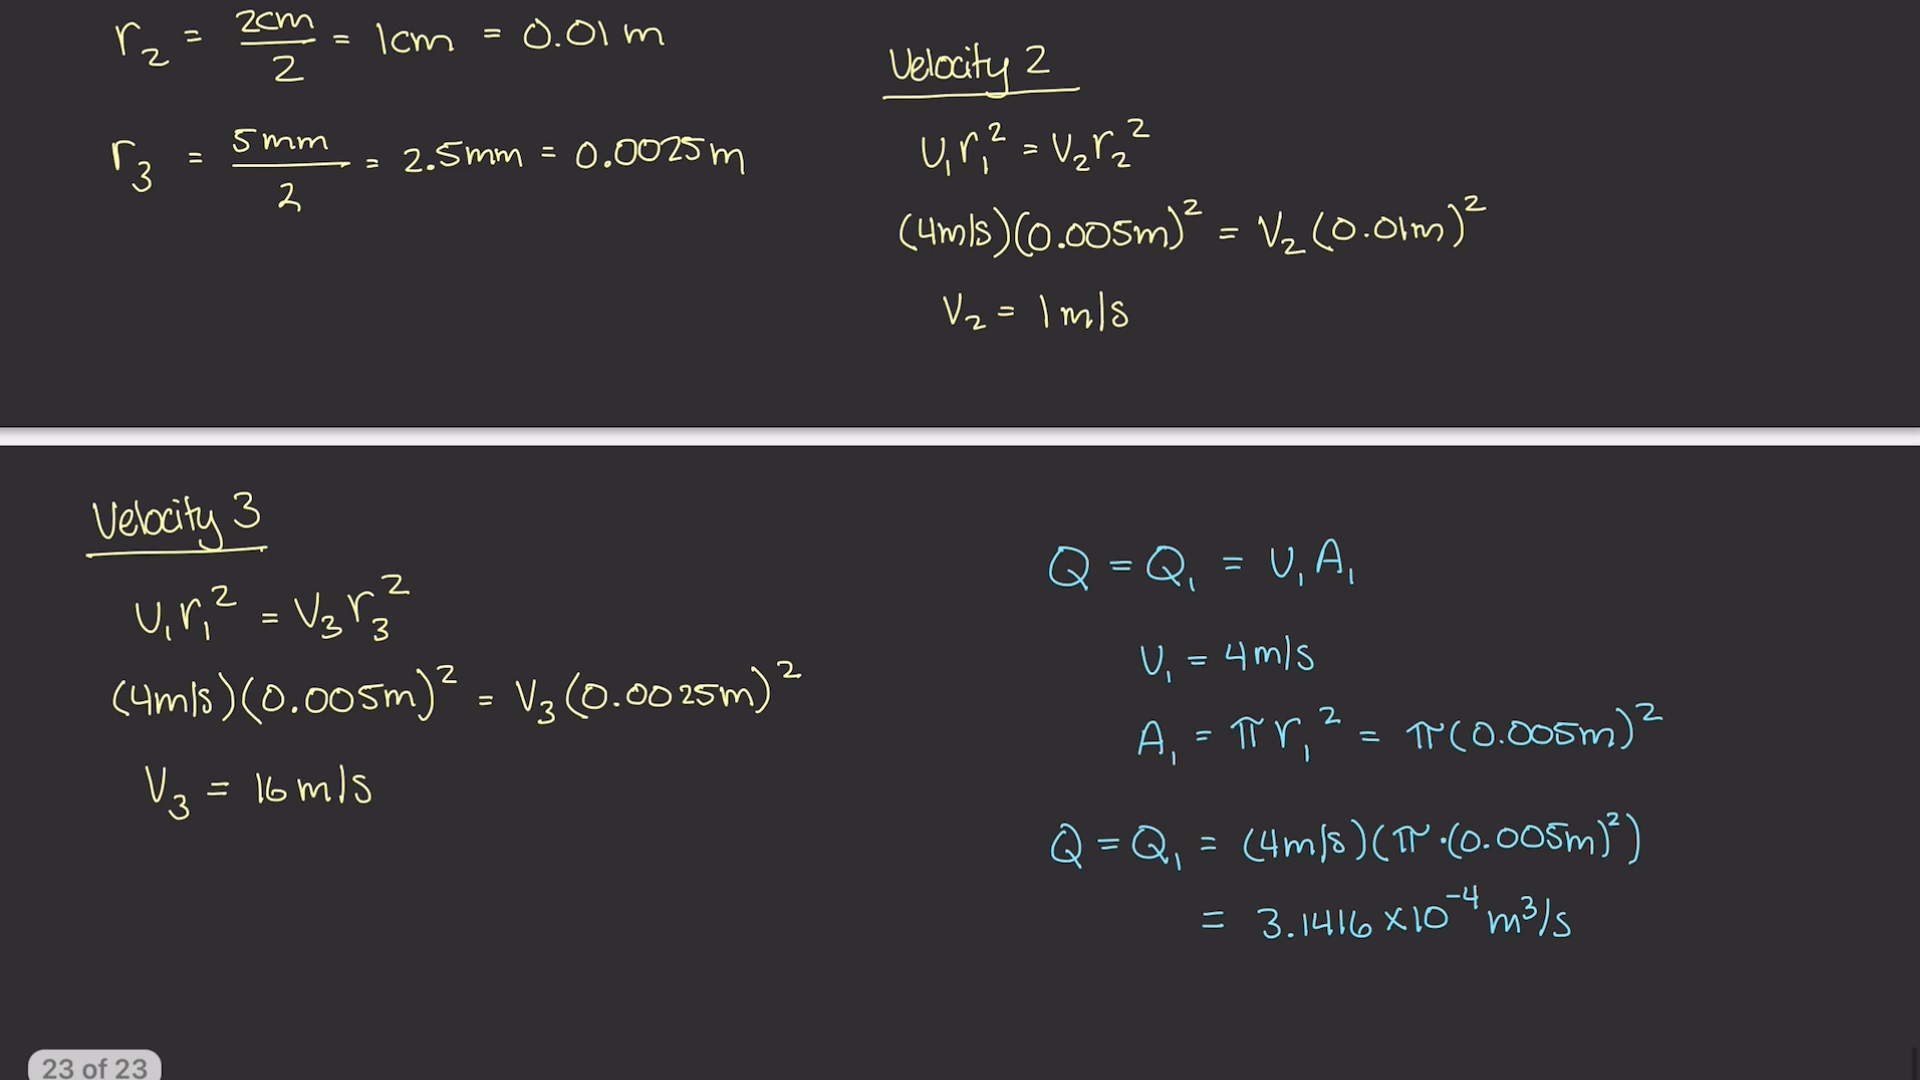 r₂ = 2cm/2 = 1cm = 0.01 m
r₃ = 5mm/2 = 2.5mm = 0.0025m
Velocity 2
v₁r₁² = v₂r₂²
(4m/s)(0.005m)² = v₂(0.01m)²
v₂ = 1m/s
Velocity 3
v₁r₁² = v₃r₃²
(4m/s)(0.005m)² = v₃(0.0025m)²
v₃ = 16m/s
Q = Q₁ = v₁A₁
v₁ = 4m/s
A₁ = πr₁² = π(0.005m)²
Q = Q₁ = (4m/s)(π·(0.005m)²)
= 3.1416×10⁻⁴ m³/s
23 of 23